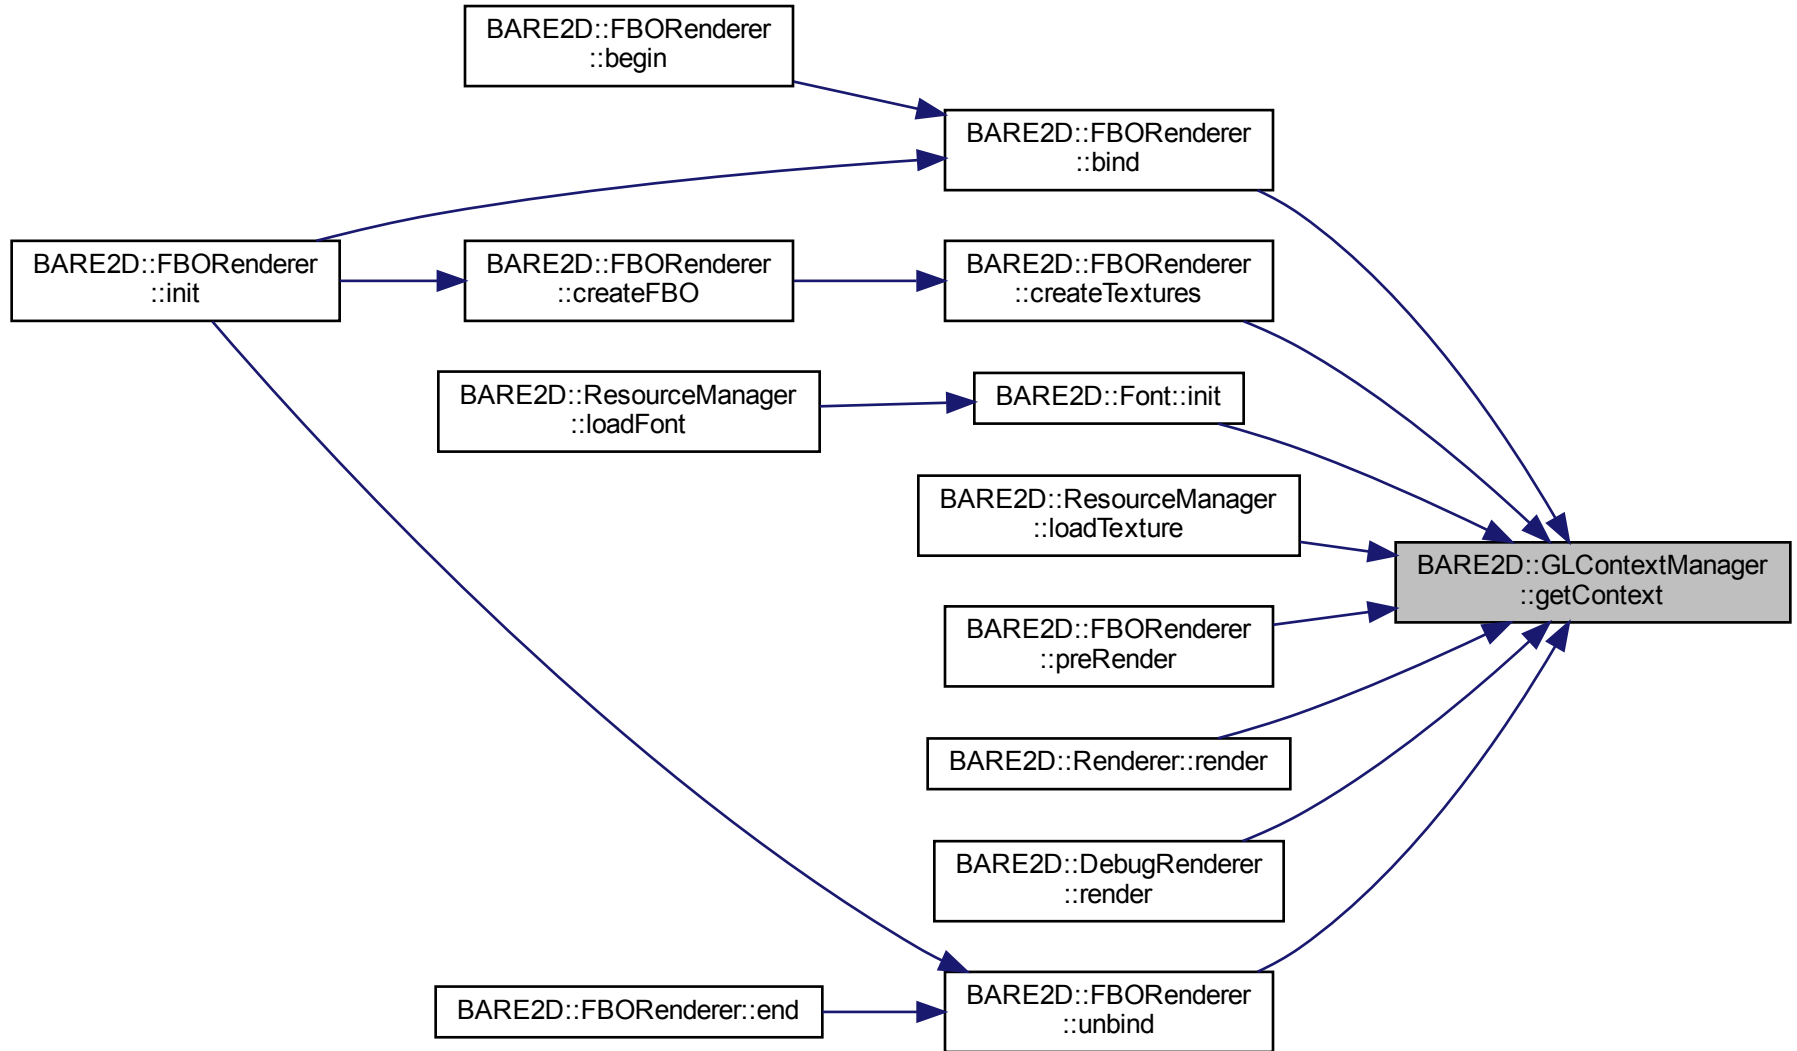 BARE2D::FBORenderer
::begin
BARE2D::FBORenderer
::bind
BARE2D::FBORenderer
::init
BARE2D::FBORenderer
::createFBO
BARE2D::FBORenderer
::createTextures
BARE2D::ResourceManager
::loadFont
BARE2D::Font::init
BARE2D::ResourceManager
::loadTexture
BARE2D::GLContextManager
::getContext
BARE2D::FBORenderer
::preRender
BARE2D::Renderer::render
BARE2D::DebugRenderer
::render
BARE2D::FBORenderer::end
BARE2D::FBORenderer
::unbind